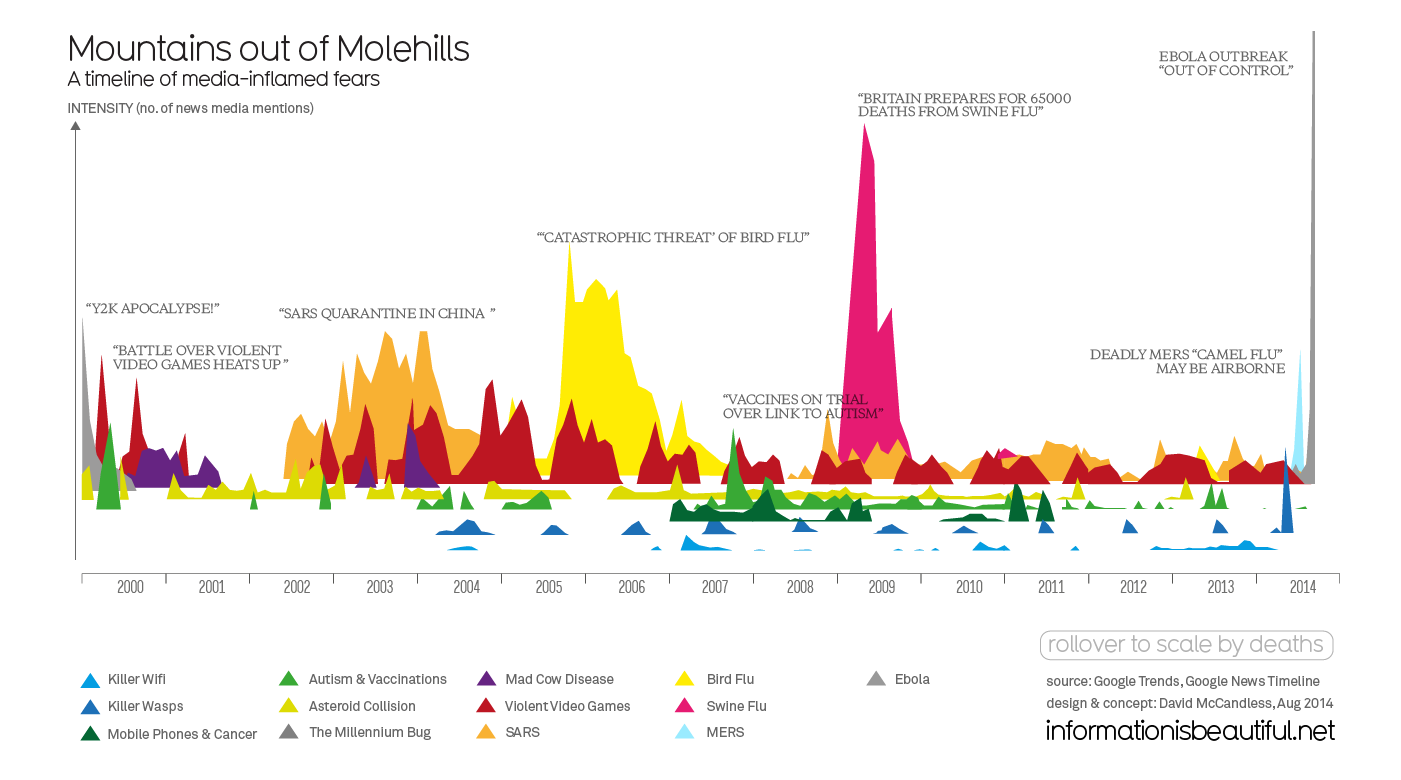 Mountains out of Molehills
A timeline of media-inflamed fears
INTENSITY (no. of news media mentions)
EBOLA OUTBREAK
“OUT OF CONTROL”
“BRITAIN PREPARES FOR 65000
DEATHS FROM SWINE FLU”
“‘CATASTROPHIC THREAT’ OF BIRD FLU”
“Y2K APOCALYPSE!”
“SARS QUARANTINE IN CHINA ”
“BATTLE OVER VIOLENT
VIDEO GAMES HEATS UP”
DEADLY MERS “CAMEL FLU”
MAY BE AIRBORNE
“VACCINES ON TRIAL
OVER LINK TO AUTISM”
2000 2001 2002 2003 2004 2005 2006 2007 2008 2009 2010 2011 2012 2013 2014
rollover to scale by deaths
Killer Wifi
Autism & Vaccinations
Mad Cow Disease
Bird Flu
Ebola
Killer Wasps
Asteroid Collision
Violent Video Games
Swine Flu
Mobile Phones & Cancer
The Millennium Bug
SARS
MERS
source: Google Trends, Google News Timeline
design & concept: David McCandless, Aug 2014
informationisbeautiful.net